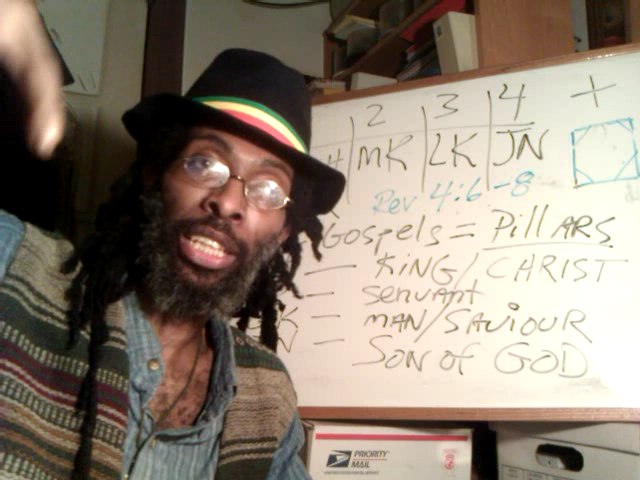 2 3 4 +
H MK LK JN
Rev 4:6-8
Gospels = PillARS
— KiNG/CHRIST
— servant
K — MAN/SAViOUR
N — SON of GOD
PRIORITY MAIL